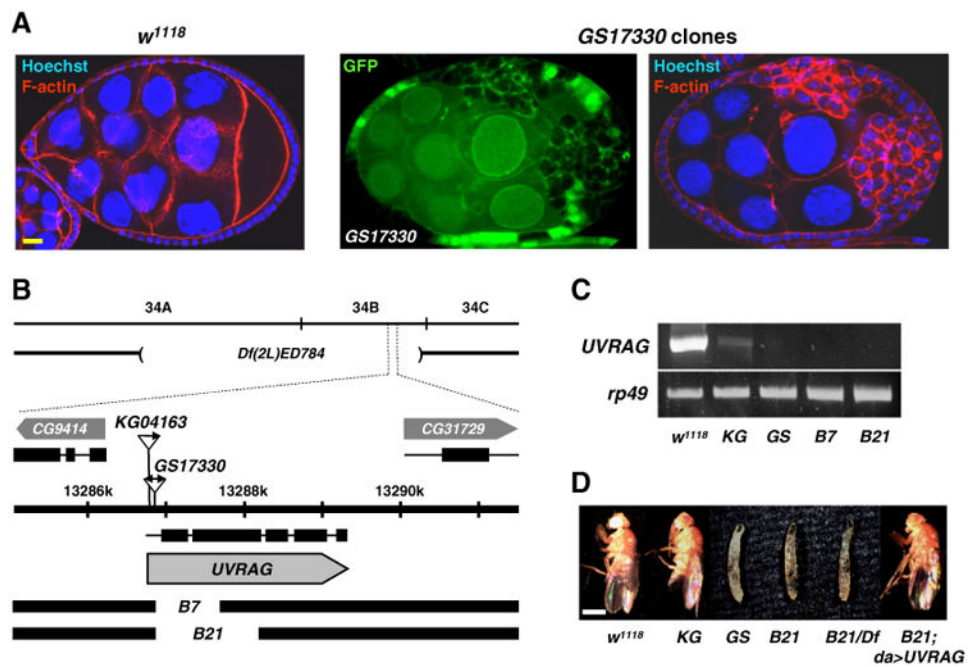 A
w1118
GS17330 clones
Hoechst
F-actin
GFP
GS17330
Hoechst
F-actin
B
34A 34B 34C
Df(2L)ED784
CG9414 KG04163 CG31729
GS17330
13286k 13288k 13290k
UVRAG
B7
B21
C
UVRAG
rp49
w1118 KG GS B7 B21
D
w1118 KG GS B21 B21/Df B21;
da>UVRAG